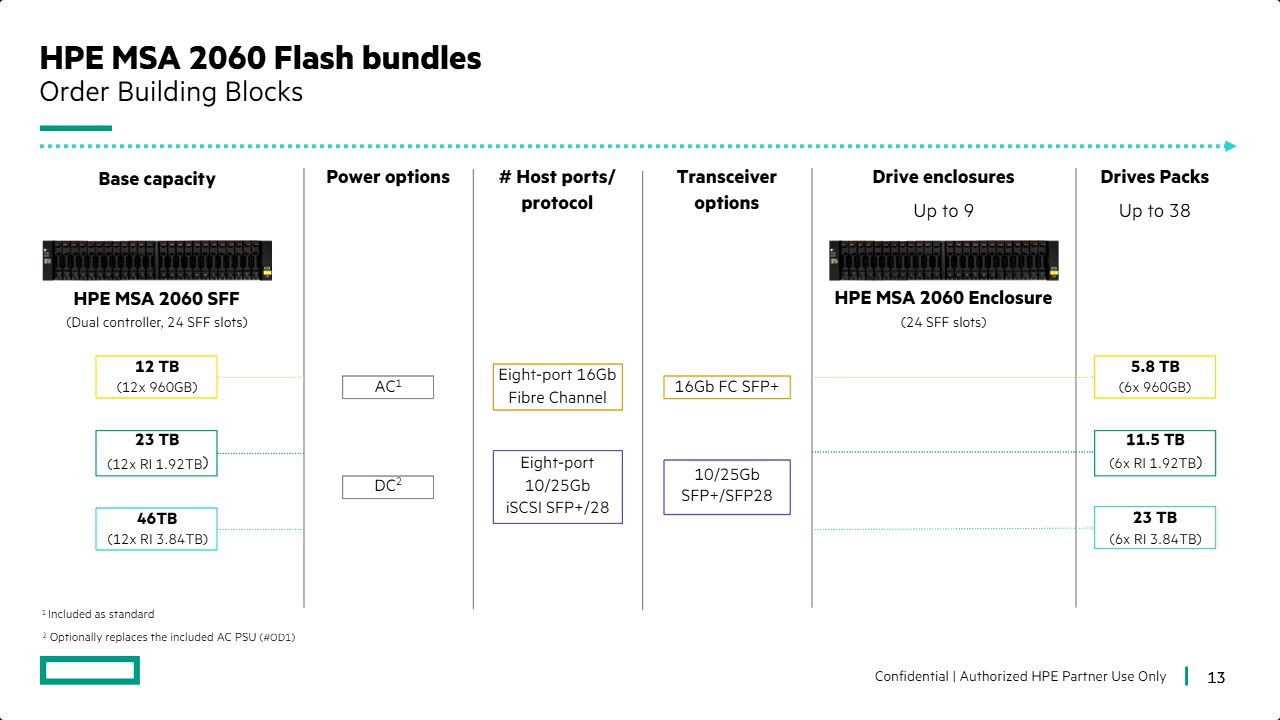 HPE MSA 2060 Flash bundles
Order Building Blocks
Base capacity
HPE MSA 2060 SFF
(Dual controller, 24 SFF slots)
12 TB
(12x 960GB)
23 TB
(12x RI 1.92TB)
46TB
(12x RI 3.84TB)
Power options
AC¹
DC²
# Host ports/
protocol
Eight-port 16Gb
Fibre Channel
Eight-port
10/25Gb
iSCSI SFP+/28
Transceiver
options
16Gb FC SFP+
10/25Gb
SFP+/SFP28
Drive enclosures
Up to 9
HPE MSA 2060 Enclosure
(24 SFF slots)
Drives Packs
Up to 38
5.8 TB
(6x 960GB)
11.5 TB
(6x RI 1.92TB)
23 TB
(6x RI 3.84TB)
¹ Included as standard
² Optionally replaces the included AC PSU (#OD1)
Confidential | Authorized HPE Partner Use Only
13